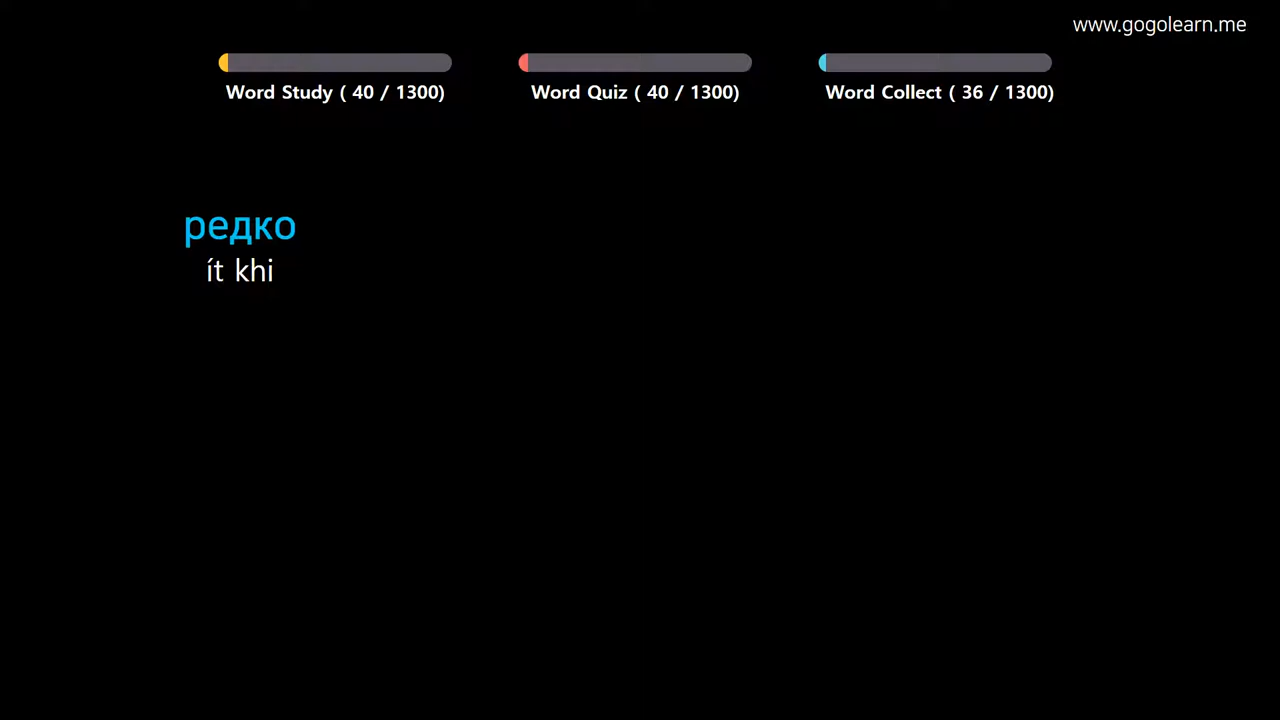 www.gogolearn.me
Word Study ( 40 / 1300)
Word Quiz ( 40 / 1300)
Word Collect ( 36 / 1300)
редко
ít khi